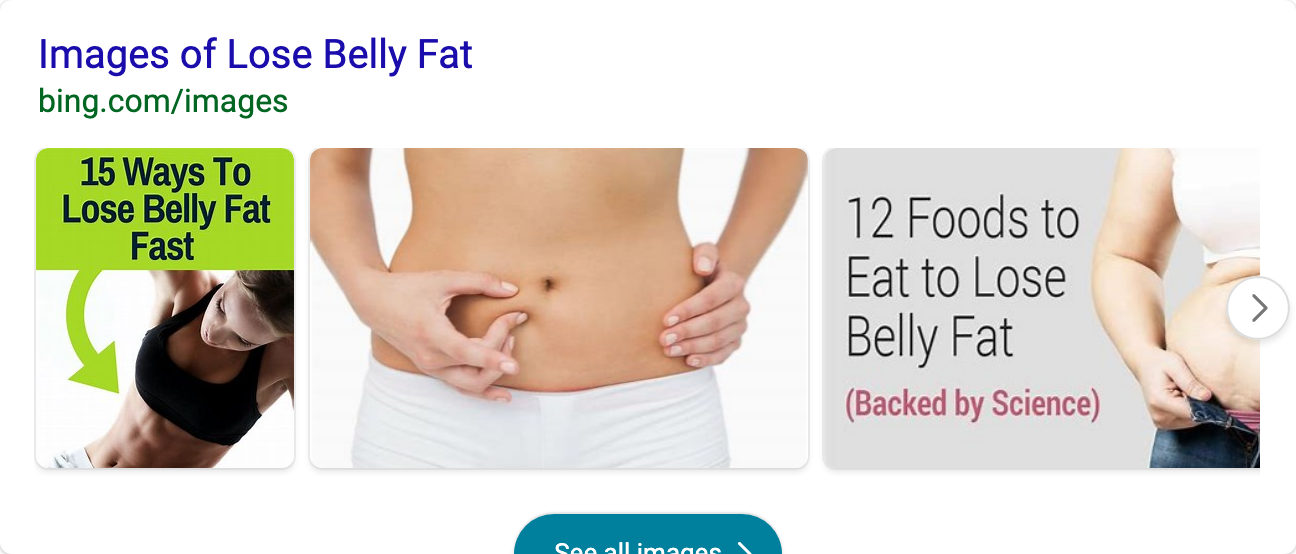 Images of Lose Belly Fat
bing.com/images
15 Ways To
Lose Belly Fat
Fast
12 Foods to
Eat to Lose
Belly Fat
(Backed by Science)
See all images